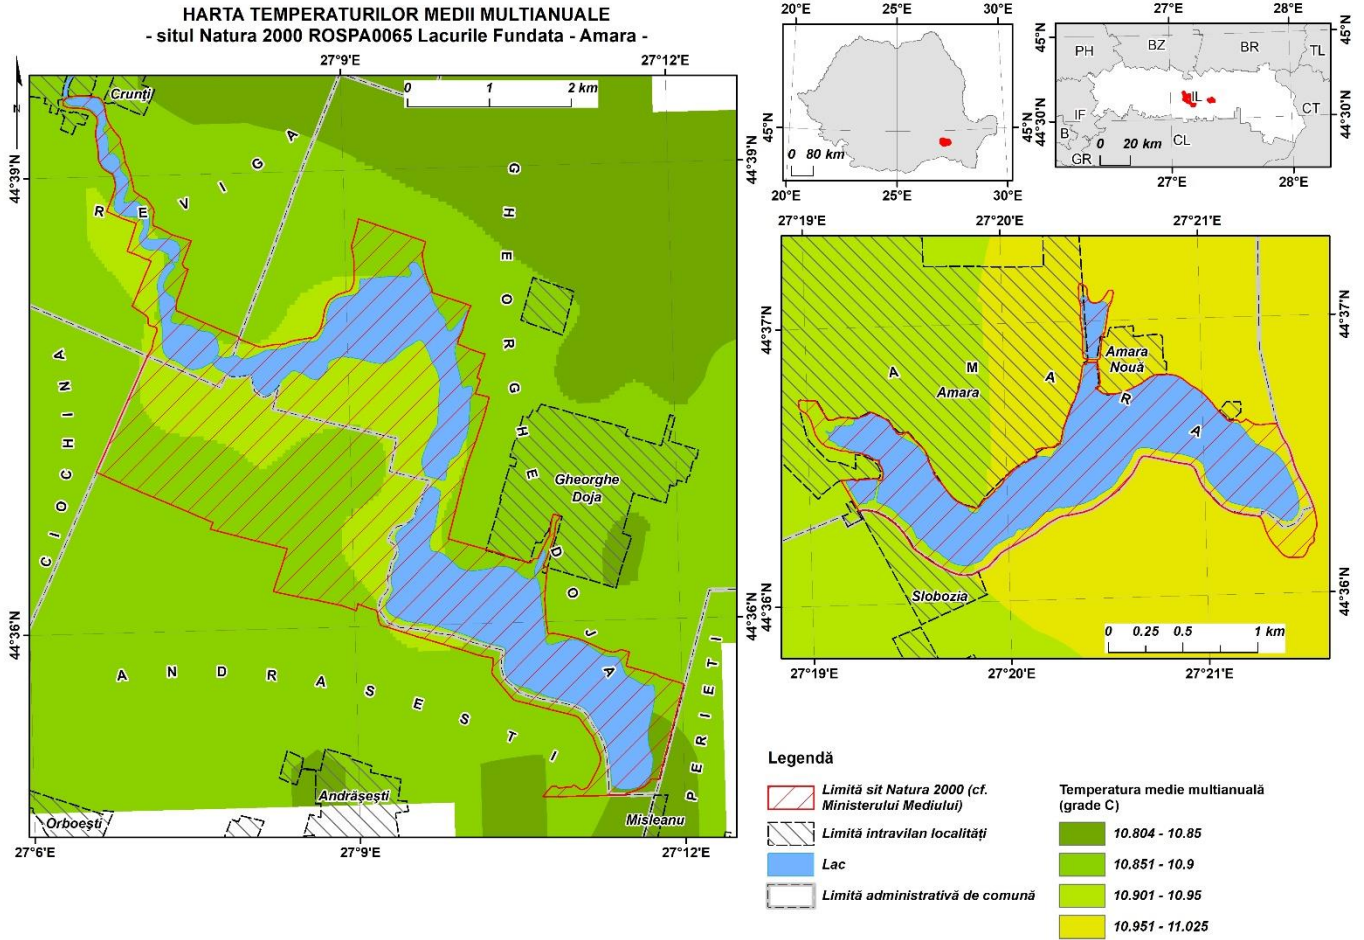 HARTA TEMPERATURILOR MEDII MULTIANUALE
- situl Natura 2000 ROSPA0065 Lacurile Fundata - Amara -
27°9'E
27°12'E
44°39'N
44°39'N
44°36'N
44°36'N
27°6'E
27°9'E
27°12'E
N
0 1 2 km
Crunți
REVIGA
GHEORGHE DOJA
CIOCHINA
ANDRASESTI
PERIETI
Gheorghe
Doja
Andrășești
Orboești
Misleanu
20°E 25°E 30°E
45°N
45°N
0 80 km
20°E 25°E 30°E
27°E 28°E
45°N
45°N
44°30'N
44°30'N
PH BZ BR TL
IF IL CT
B CL
GR
0 20 km
27°E 28°E
27°19'E 27°20'E 27°21'E
44°37'N
44°37'N
44°36'N
44°36'N
AMARA
Amara
Amara
Nouă
Slobozia
0 0.25 0.5 1 km
27°19'E 27°20'E 27°21'E
Legendă
Limită sit Natura 2000 (cf.
Ministerului Mediului)
Limită intravilan localități
Lac
Limită administrativă de comună
Temperatura medie multianuală
(grade C)
10.804 - 10.85
10.851 - 10.9
10.901 - 10.95
10.951 - 11.025